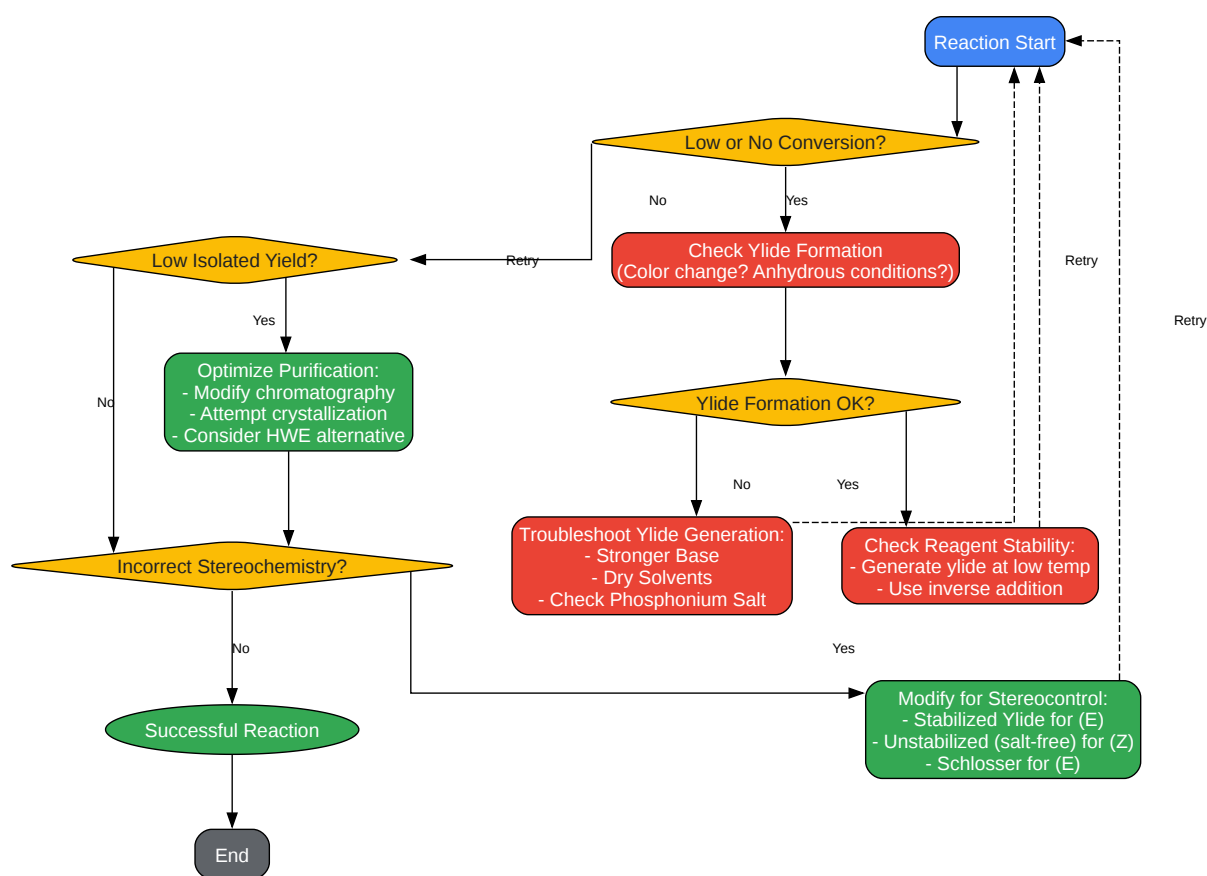 Reaction Start
Low or No Conversion?
No
Yes
Check Ylide Formation
(Color change? Anhydrous conditions?)
Low Isolated Yield?
Retry
Retry
Retry
Yes
Optimize Purification:
- Modify chromatography
- Attempt crystallization
- Consider HWE alternative
No
Ylide Formation OK?
No
Yes
Troubleshoot Ylide Generation:
- Stronger Base
- Dry Solvents
- Check Phosphonium Salt
Check Reagent Stability:
- Generate ylide at low temp
- Use inverse addition
Incorrect Stereochemistry?
No
Yes
Modify for Stereocontrol:
- Stabilized Ylide for (E)
- Unstabilized (salt-free) for (Z)
- Schlosser for (E)
Successful Reaction
End